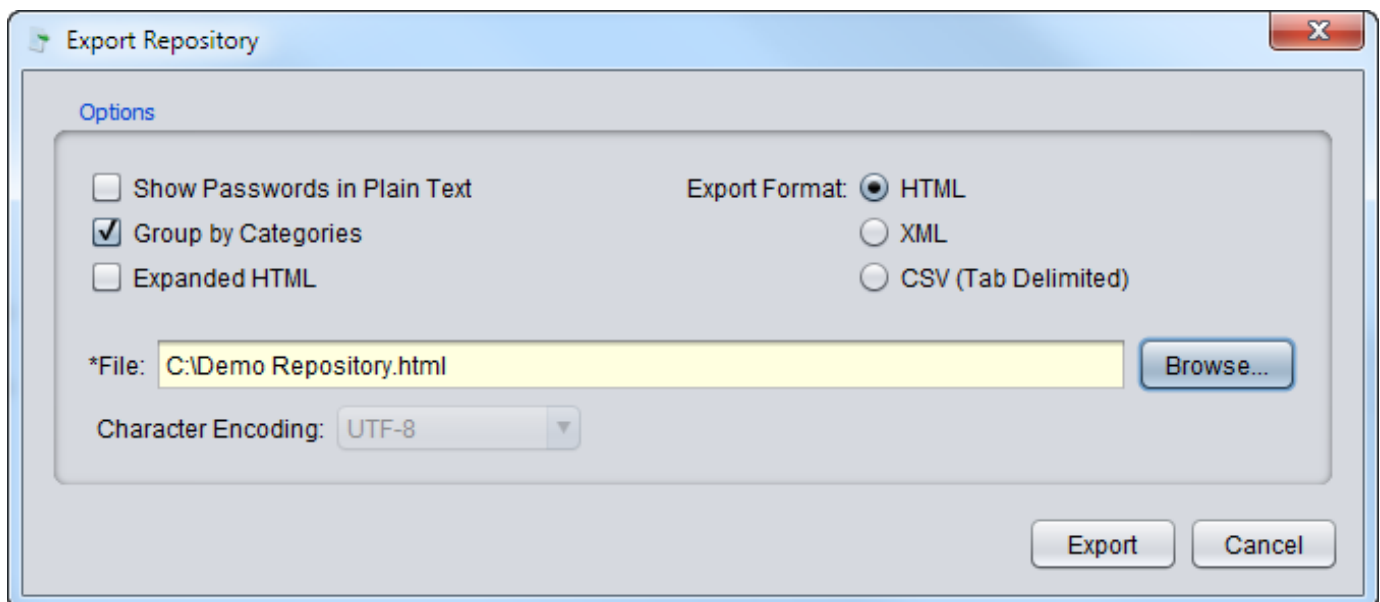 Export Repository
Options
Show Passwords in Plain Text
Export Format: HTML
Group by Categories
XML
Expanded HTML
CSV (Tab Delimited)
*File: C:\Demo Repository.html Browse...
Character Encoding: UTF-8
Export Cancel